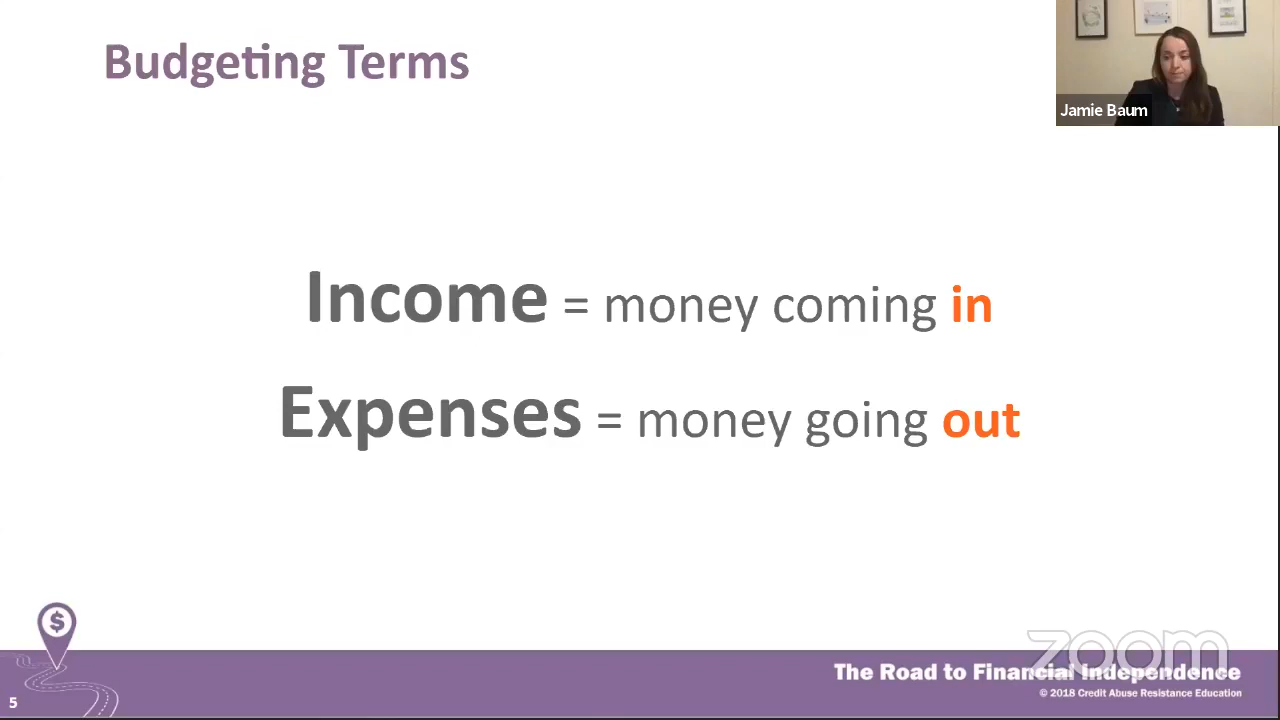 Budgeting Terms
Jamie Baum
Income = money coming in
Expenses = money going out
$
zoom
The Road to Financial Independence
© 2018 Credit Abuse Resistance Education
5